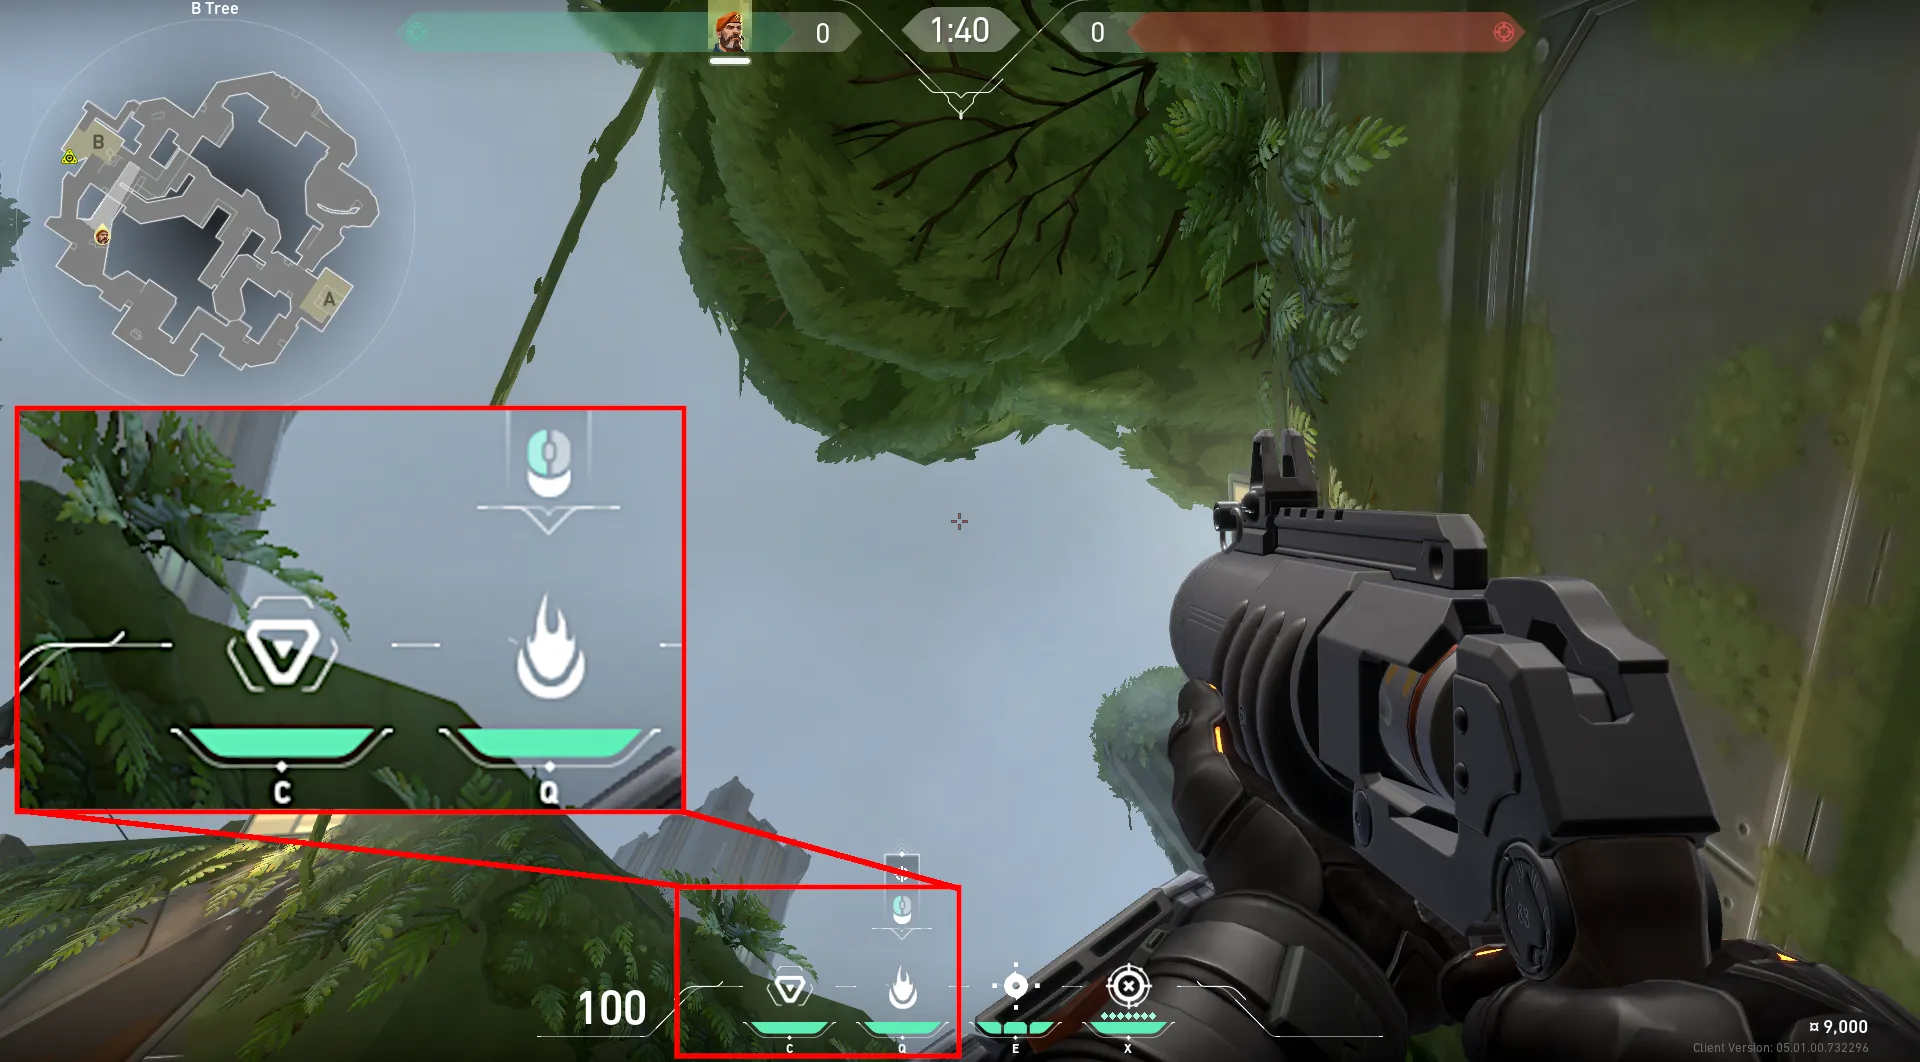 B Tree
0
1:40
0
B
A
C
Q
100
C
Q
E
X
¤ 9,000
Client Version: 05.01.00.732296